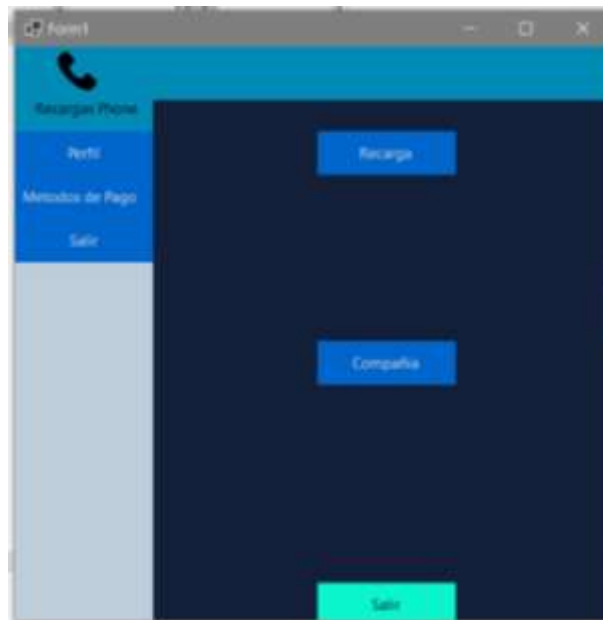 Form1
Recargas Phone
Perfil
Metodos de Pago
Salir
Recarga
Compañia
Salir